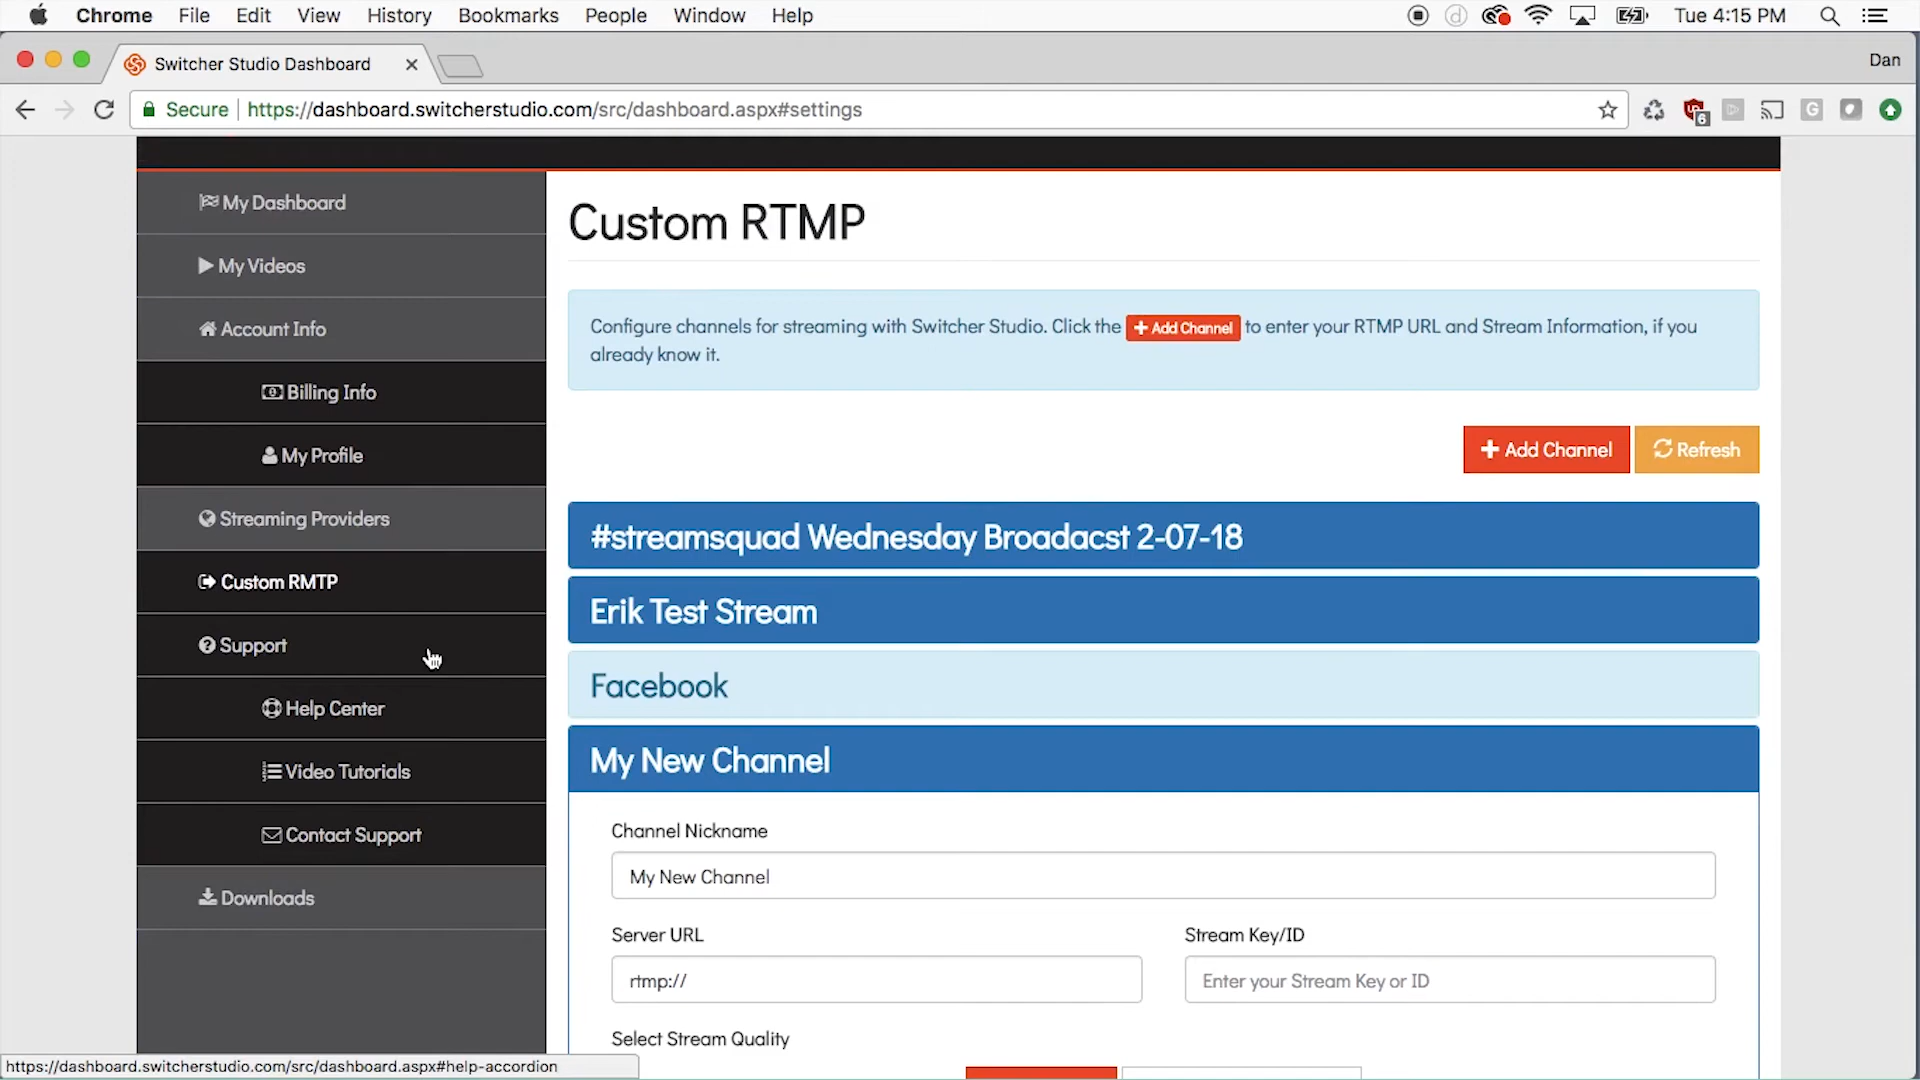 Chrome File Edit View History Bookmarks People Window Help Tue 4:15 PM
Switcher Studio Dashboard Dan
Secure https://dashboard.switcherstudio.com/src/dashboard.aspx#settings
6
G
My Dashboard
My Videos
Account Info
Billing Info
My Profile
Streaming Providers
Custom RMTP
Support
Help Center
Video Tutorials
Contact Support
Downloads
Custom RTMP
Configure channels for streaming with Switcher Studio. Click the Add Channel to enter your RTMP URL and Stream Information, if you
already know it.
Add Channel Refresh
#streamsquad Wednesday Broadacst 2-07-18
Erik Test Stream
Facebook
My New Channel
Channel Nickname
My New Channel
Server URL Stream Key/ID
rtmp:// Enter your Stream Key or ID
Select Stream Quality
https://dashboard.switcherstudio.com/src/dashboard.aspx#help-accordion